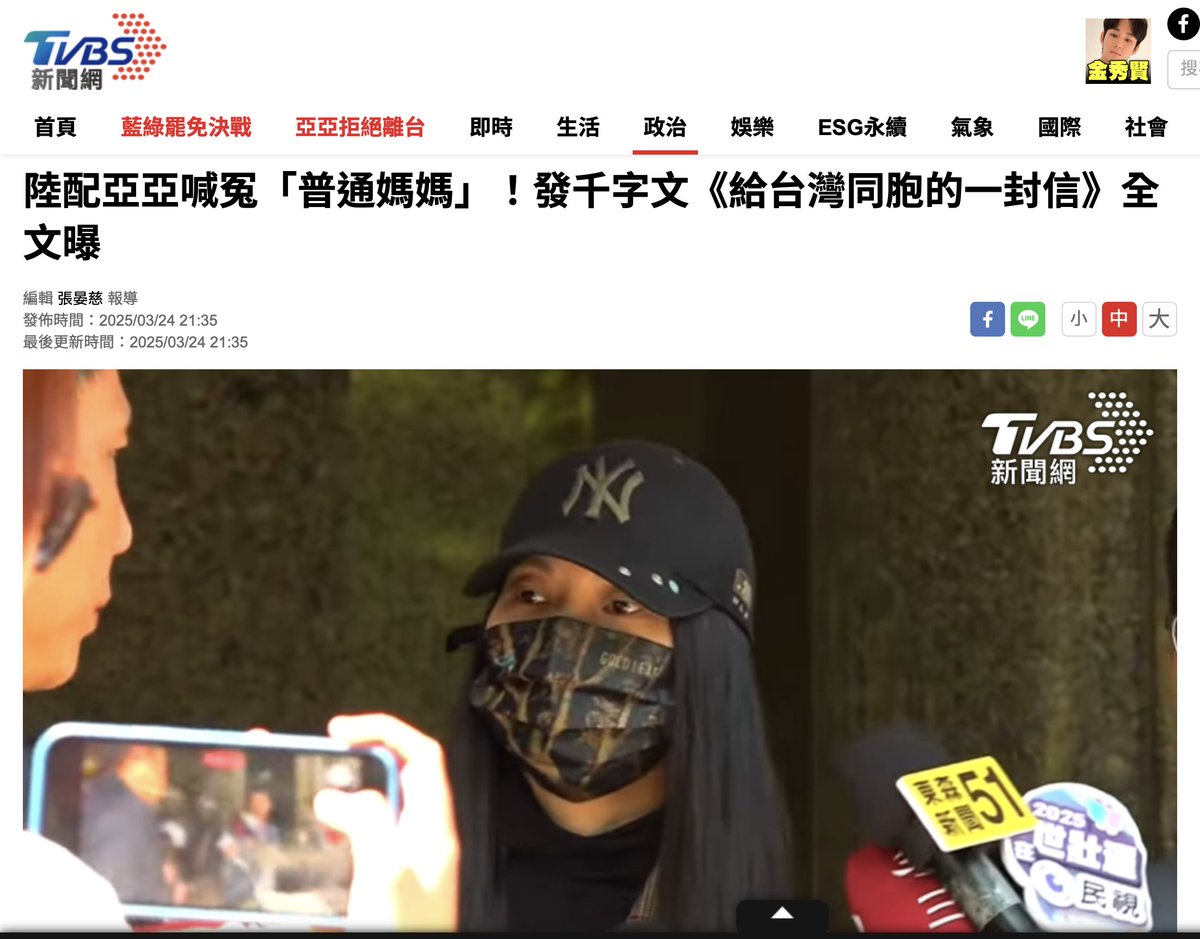 TVBS
新聞網
金秀賢
搜
首頁 藍綠罷免決戰 亞亞拒絕離台 即時 生活 政治 娛樂 ESG永續 氣象 國際 社會
陸配亞亞喊冤「普通媽媽」！發千字文《給台灣同胞的一封信》全
文曝
編輯 張晏慈 報導
發佈時間：2025/03/24 21:35
最後更新時間：2025/03/24 21:35
f LINE 小 中 大
TVBS
新聞網
NY
GOLD LEAF
51
2025
世壯運
在
民視